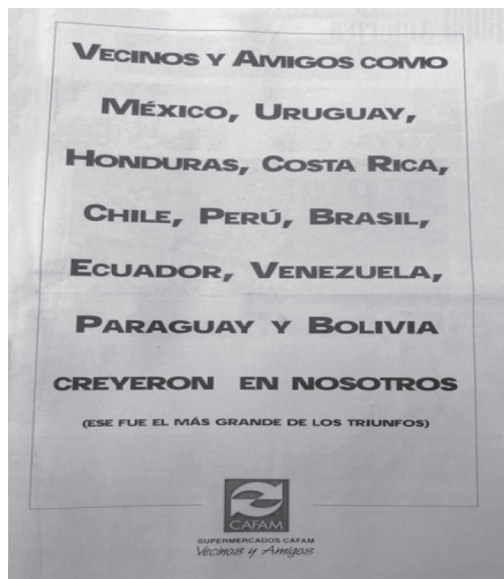 VECINOS Y AMIGOS COMO
MÉXICO, URUGUAY,
HONDURAS, COSTA RICA,
CHILE, PERÚ, BRASIL,
ECUADOR, VENEZUELA,
PARAGUAY Y BOLIVIA
CREYERON EN NOSOTROS
(ESE FUE EL MÁS GRANDE DE LOS TRIUNFOS)
CAFAM
SUPERMERCADOS CAFAM
Vecinos y Amigos